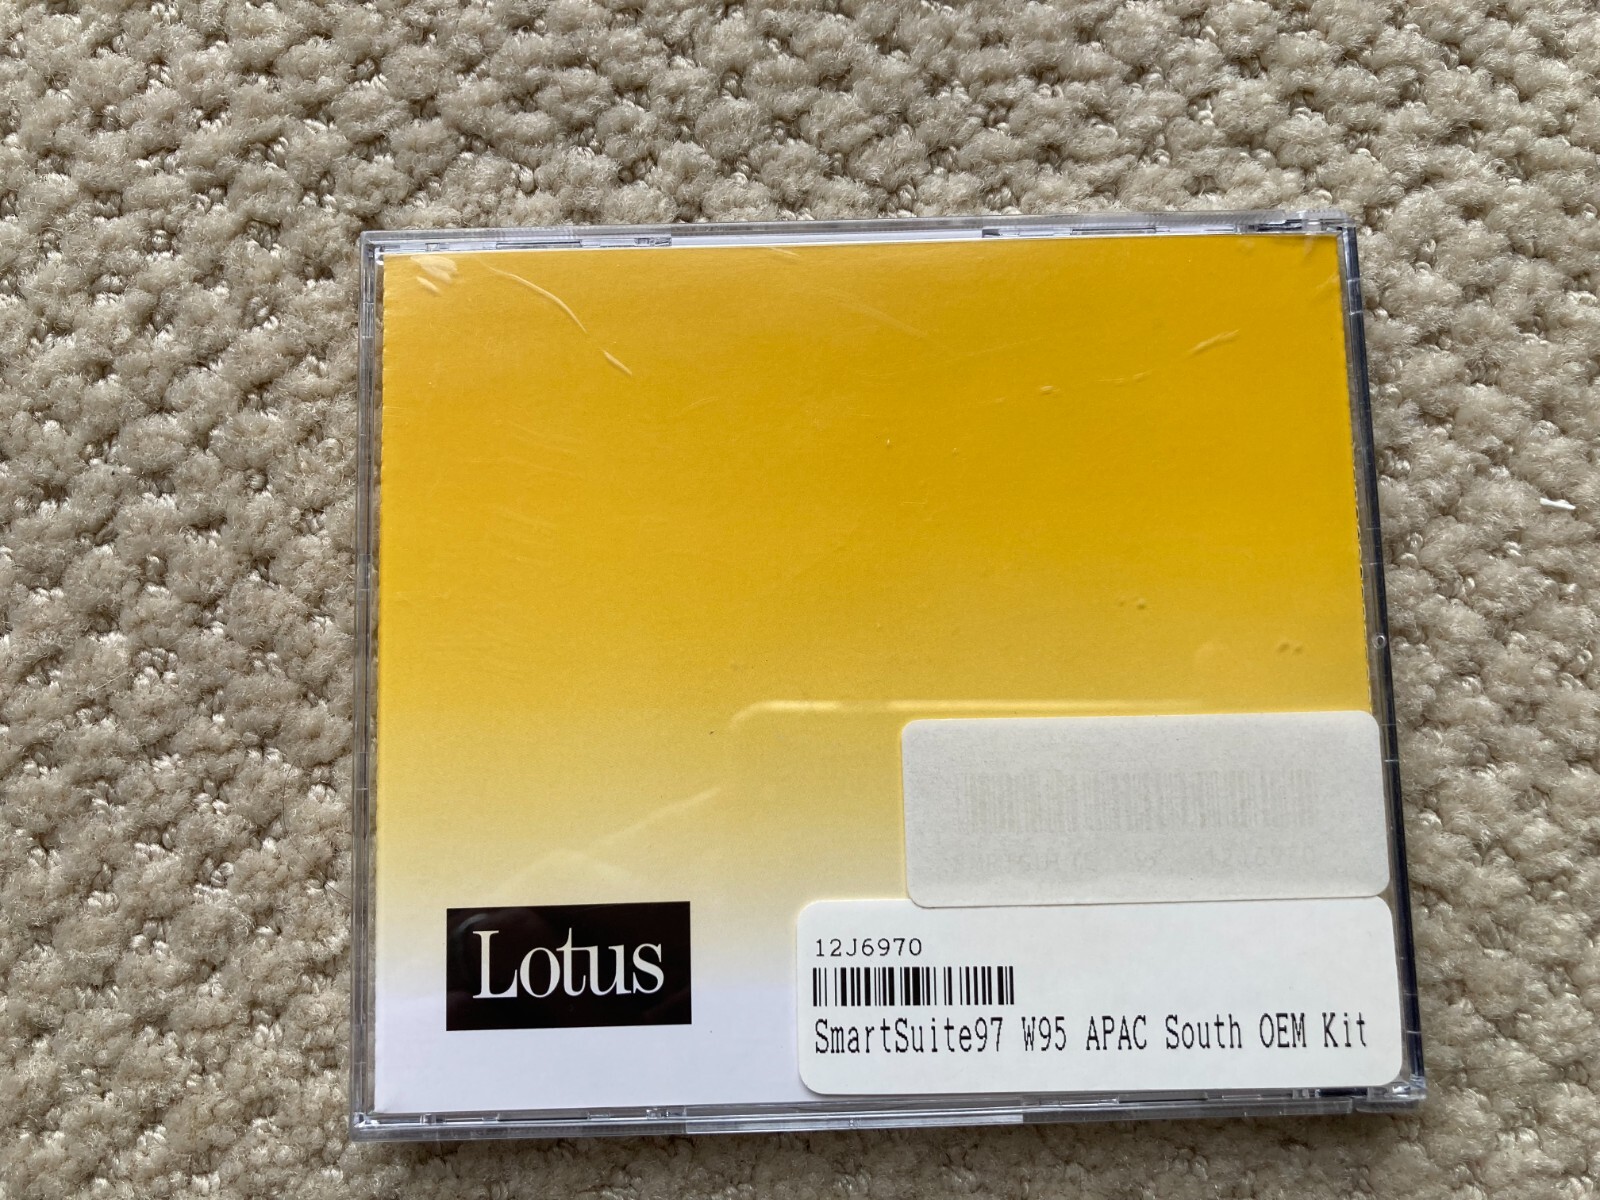 Lotus
12J6970
SmartSuite97 W95 APAC South OEM Kit